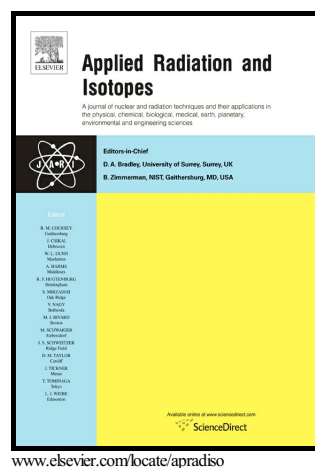 ELSEVIER
Applied Radiation and
Isotopes
A journal of nuclear and radiation techniques and their applications in
the physical, chemical, biological, medical, earth, planetary,
environmental and engineering sciences
JARI
Editors-in-Chief
D. A. Bradley, University of Surrey, Surrey, UK
B. Zimmerman, NIST, Gaithersburg, MD, USA
Editors
B. M. COURSEY
Gaithersburg
J. CSIKAI
Debrecen
W. L. DUNN
Manhattan
A. HARMS
Middlesex
R. P. HUGTENBURG
Birmingham
S. MIRZADEH
Oak Ridge
V. NAGY
Bethesda
M. J. RIVARD
Boston
M. SCHWAIGER
Seibersdorf
J. S. SCHWEITZER
Ridge Field
D. M. TAYLOR
Cardiff
J. TICKNER
Menai
T. TOMINAGA
Tokyo
L. I. WIEBE
Edmonton
Available online at www.sciencedirect.com
ScienceDirect
www.elsevier.com/locate/apradiso